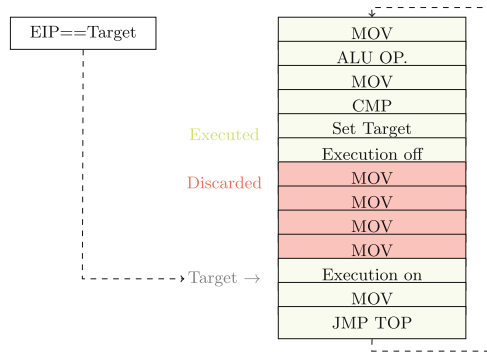 EIP==Target
MOV
ALU OP.
MOV
CMP
Executed
Set Target
Execution off
Discarded
MOV
MOV
MOV
MOV
Target →
Execution on
MOV
JMP TOP